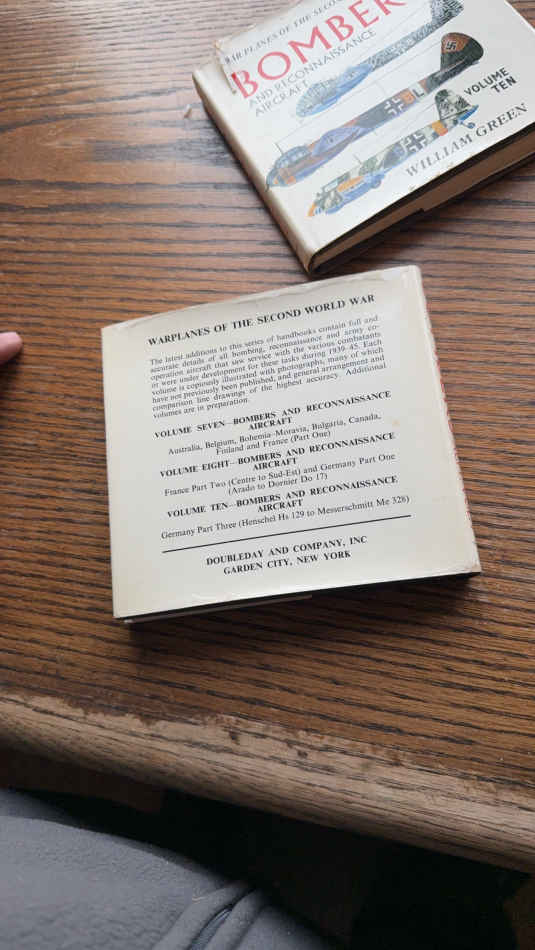 WAR PLANES OF THE SECON
BOMBER
AND RECONNAISSANCE
AIRCRAFT
VOLUME
TEN
WILLIAM GREEN
WARPLANES OF THE SECOND WORLD WAR
The latest additions to this series of handbooks contain full and
accurate details of all bombing, reconnaissance and army co-
operation aircraft that saw service with the various combatants
or were under development for these tasks during 1939-45. Each
volume is copiously illustrated with photographs, many of which
have not previously been published, and general arrangement and
comparison line drawings of the highest accuracy. Additional
volumes are in preparation.
VOLUME SEVEN—BOMBERS AND RECONNAISSANCE
AIRCRAFT
Australia, Belgium, Bohemia-Moravia, Bulgaria, Canada,
Finland and France (Part One)
VOLUME EIGHT—BOMBERS AND RECONNAISSANCE
AIRCRAFT
France Part Two (Centre to Sud-Est) and Germany Part One
(Arado to Dornier Do 17)
VOLUME TEN—BOMBERS AND RECONNAISSANCE
AIRCRAFT
Germany Part Three (Henschel Hs 129 to Messerschmitt Me 328)
DOUBLEDAY AND COMPANY, INC
GARDEN CITY, NEW YORK